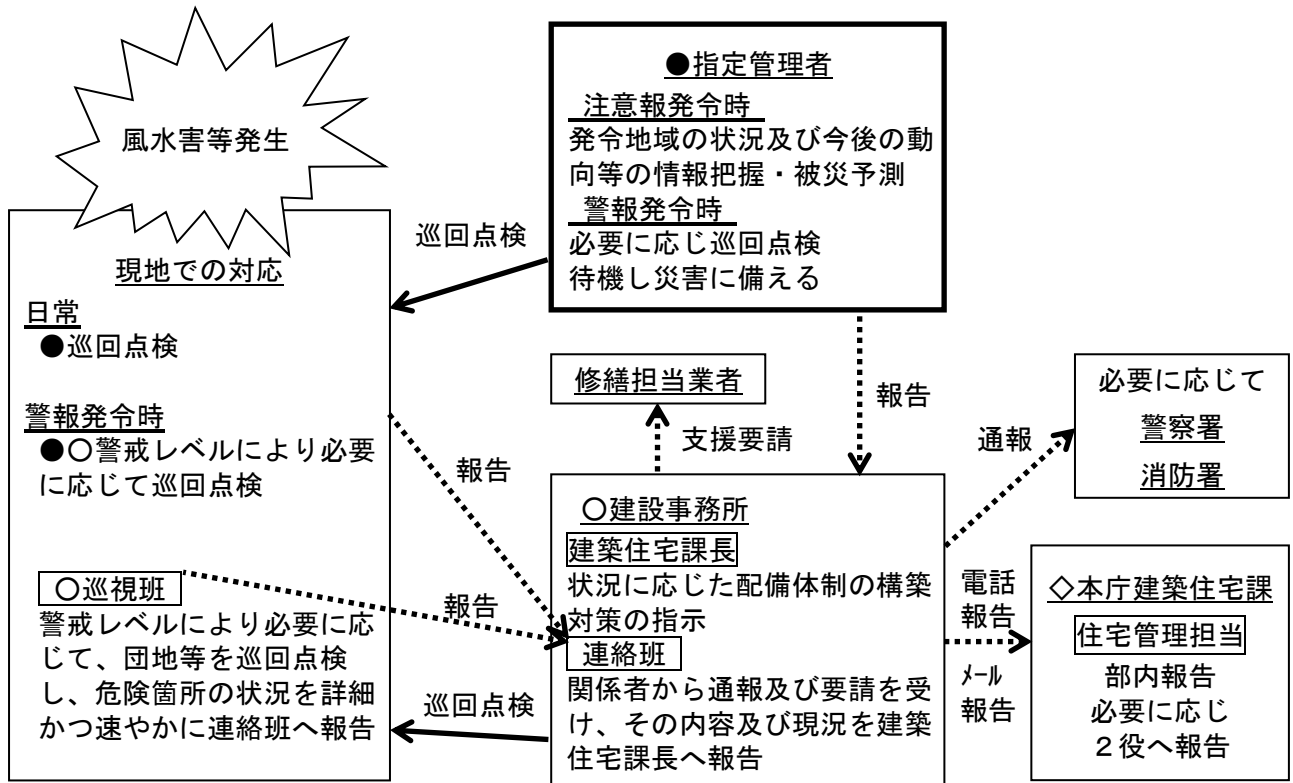 風水害等発生
現地での対応
日常
●巡回点検
警報発令時
●○警戒レベルにより必要
に応じて巡回点検
○巡視班
警戒レベルにより必要に応
じて、団地等を巡回点検
し、危険箇所の状況を詳細
かつ速やかに連絡班へ報告
巡回点検
報告
報告
巡回点検
●指定管理者
注意報発令時
発令地域の状況及び今後の動
向等の情報把握・被災予測
警報発令時
必要に応じ巡回点検
待機し災害に備える
修繕担当業者
支援要請
報告
○建設事務所
建築住宅課長
状況に応じた配備体制の構築
対策の指示
連絡班
関係者から通報及び要請を受
け、その内容及び現況を建築
住宅課長へ報告
通報
必要に応じて
警察署
消防署
電話
報告
ﾒｰﾙ
報告
◇本庁建築住宅課
住宅管理担当
部内報告
必要に応じ
２役へ報告